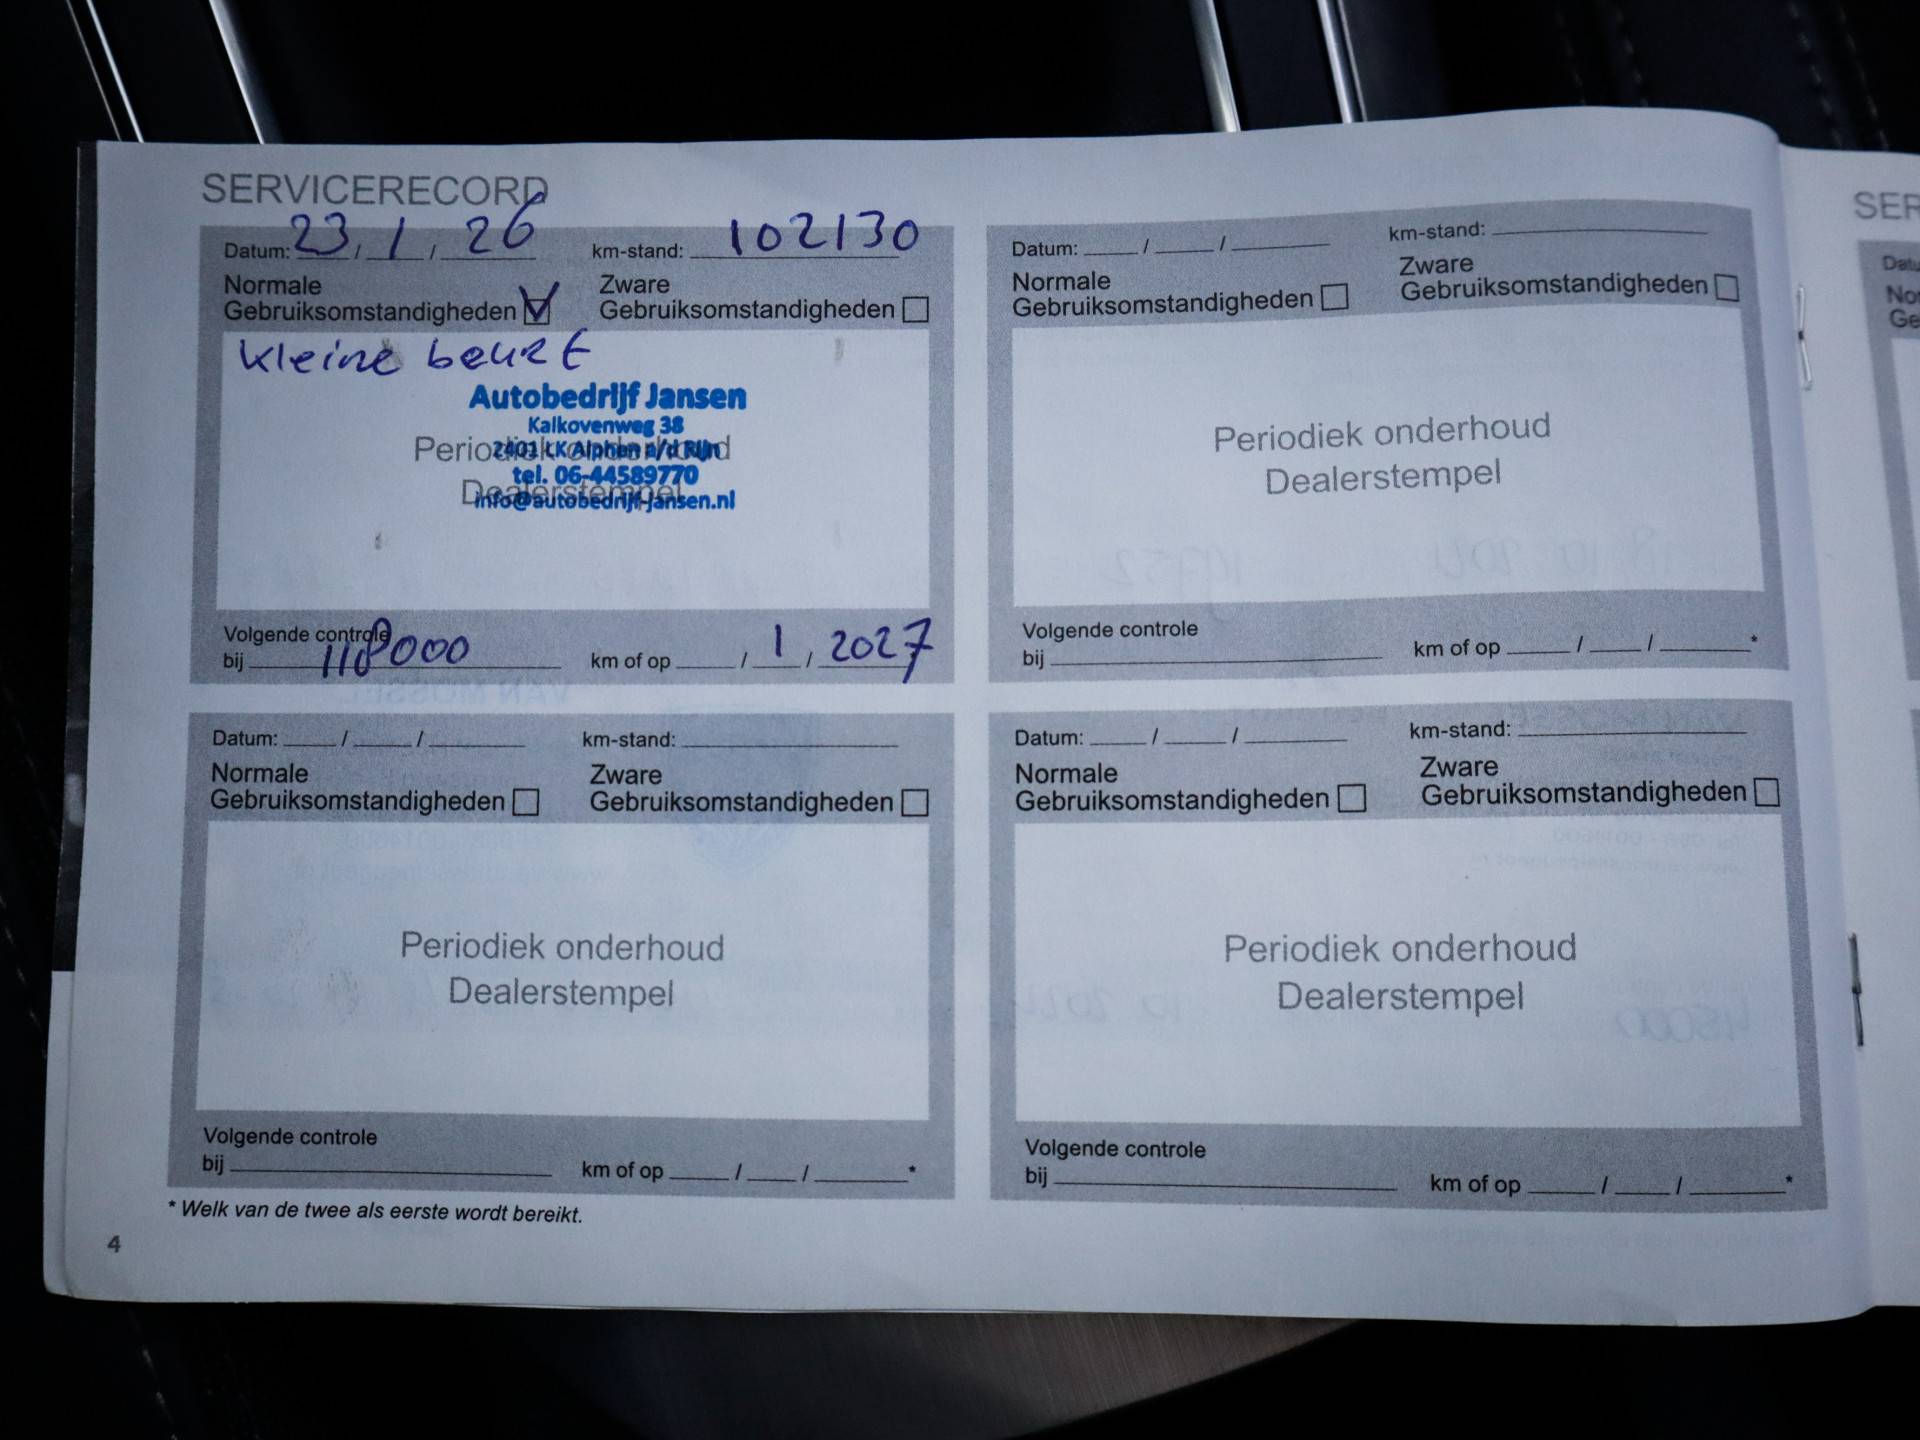 SERVICERECORD
Datum: 23 / 1 / 26 km-stand: 102130
Normale
Gebruiksomstandigheden
Zware
Gebruiksomstandigheden
kleine beurt
Autobedrijf Jansen
Kalkovenweg 38
2401 LK Alphen a/d Rijn
tel. 06-44589770
info@autobedrijf-jansen.nl
Periodiek onderhoud
Dealerstempel
Volgende controle
bij 118000 km of op / 1 / 2027
Datum: / / km-stand:
Normale
Gebruiksomstandigheden
Zware
Gebruiksomstandigheden
Periodiek onderhoud
Dealerstempel
Volgende controle
bij km of op / / *
Datum: / / km-stand:
Normale
Gebruiksomstandigheden
Zware
Gebruiksomstandigheden
Periodiek onderhoud
Dealerstempel
Volgende controle
bij km of op / / *
Datum: / / km-stand:
Normale
Gebruiksomstandigheden
Zware
Gebruiksomstandigheden
Periodiek onderhoud
Dealerstempel
Volgende controle
bij km of op / / *
* Welk van de twee als eerste wordt bereikt.
4